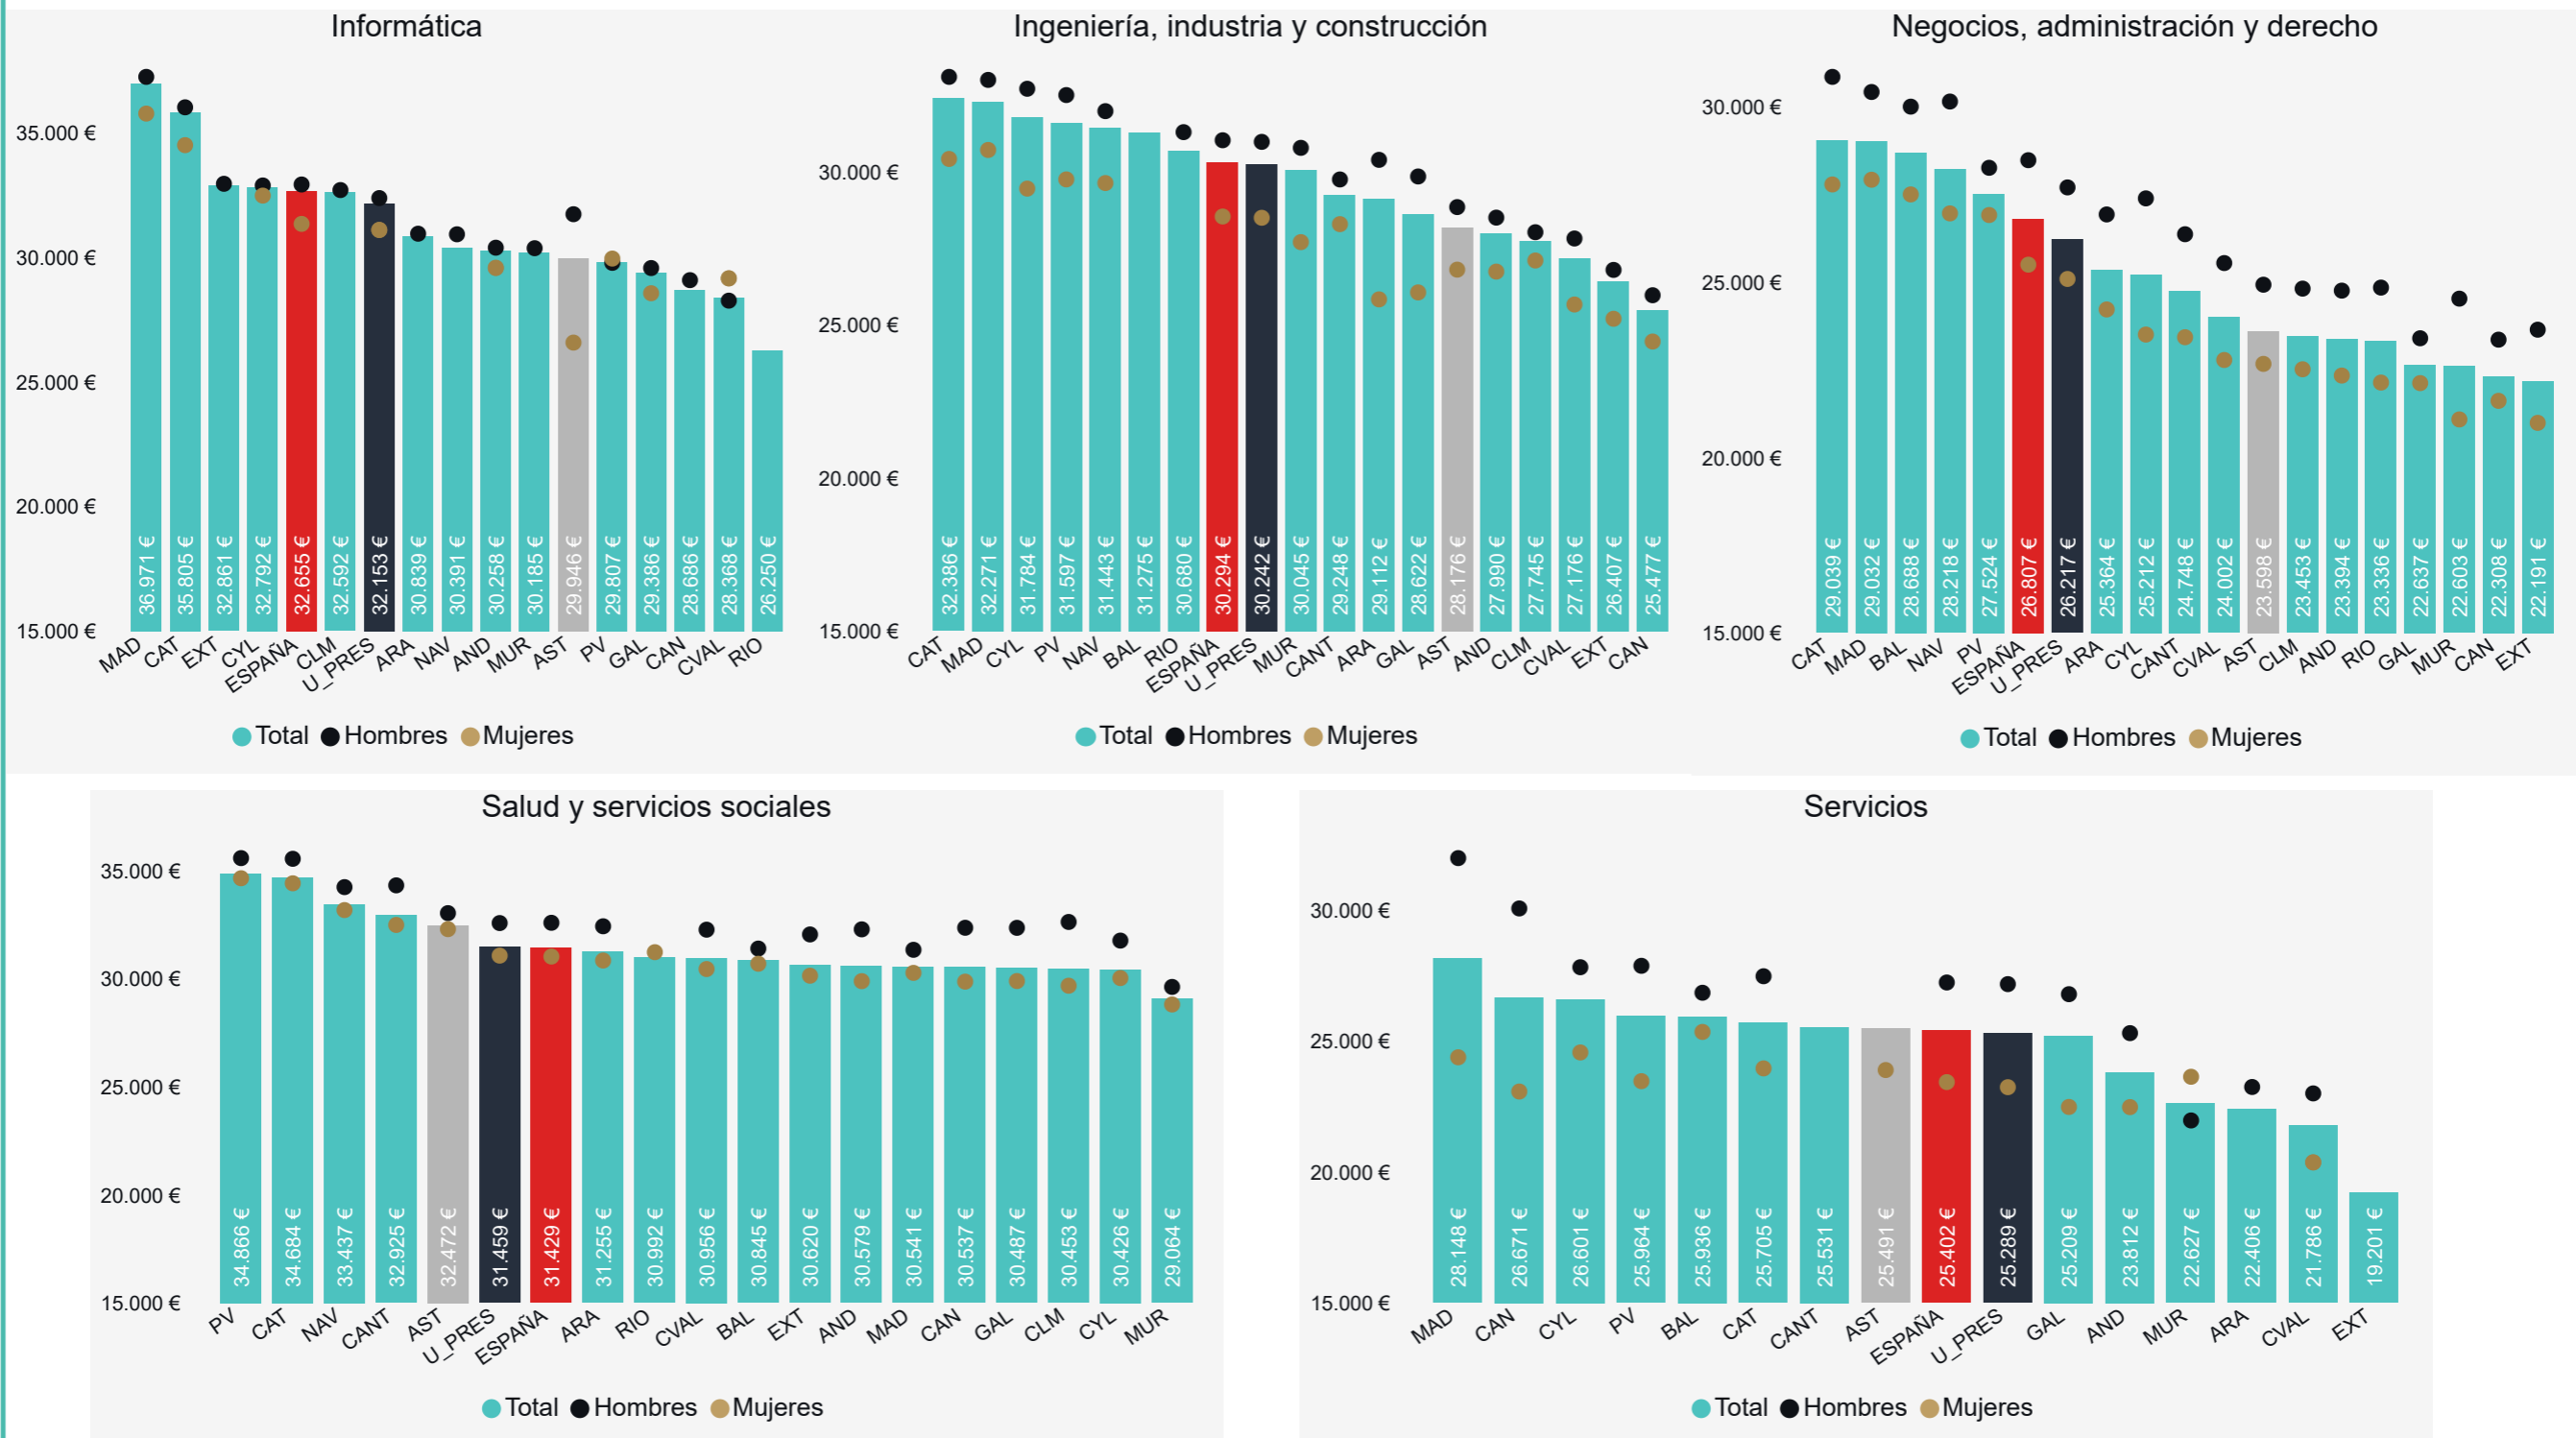 Informática
35.000 €
30.000 €
25.000 €
20.000 €
15.000 €
36.971 €
35.805 €
32.861 €
32.792 €
32.655 €
32.592 €
32.153 €
30.839 €
30.391 €
30.258 €
30.185 €
29.946 €
29.807 €
29.386 €
28.686 €
28.368 €
26.250 €
MAD
CAT
EXT
CYL
ESPAÑA
CLM
U_PRES
ARA
NAV
AND
MUR
AST
PV
GAL
CAN
CVAL
RIO
Total Hombres Mujeres
Ingeniería, industria y construcción
30.000 €
25.000 €
20.000 €
15.000 €
32.386 €
32.271 €
31.784 €
31.597 €
31.443 €
31.275 €
30.680 €
30.294 €
30.242 €
30.045 €
29.248 €
29.112 €
28.622 €
28.176 €
27.990 €
27.745 €
27.176 €
26.407 €
25.477 €
CAT
MAD
CYL
PV
NAV
BAL
RIO
ESPAÑA
U_PRES
MUR
CANT
ARA
GAL
AST
AND
CLM
CVAL
EXT
CAN
Total Hombres Mujeres
Negocios, administración y derecho
30.000 €
25.000 €
20.000 €
15.000 €
29.039 €
29.032 €
28.688 €
28.218 €
27.524 €
26.807 €
26.217 €
25.364 €
25.212 €
24.748 €
24.002 €
23.598 €
23.453 €
23.394 €
23.336 €
22.637 €
22.603 €
22.308 €
22.191 €
CAT
MAD
BAL
NAV
PV
ESPAÑA
U_PRES
ARA
CYL
CANT
CVAL
AST
CLM
AND
RIO
GAL
MUR
CAN
EXT
Total Hombres Mujeres
Salud y servicios sociales
35.000 €
30.000 €
25.000 €
20.000 €
15.000 €
34.866 €
34.684 €
33.437 €
32.925 €
32.472 €
31.459 €
31.429 €
31.255 €
30.992 €
30.956 €
30.845 €
30.620 €
30.579 €
30.541 €
30.537 €
30.487 €
30.453 €
30.426 €
29.064 €
PV
CAT
NAV
CANT
AST
U_PRES
ESPAÑA
ARA
RIO
CVAL
BAL
EXT
AND
MAD
CAN
GAL
CLM
CYL
MUR
Total Hombres Mujeres
Servicios
30.000 €
25.000 €
20.000 €
15.000 €
28.148 €
26.671 €
26.601 €
25.964 €
25.936 €
25.705 €
25.531 €
25.491 €
25.402 €
25.289 €
25.209 €
23.812 €
22.627 €
22.406 €
21.786 €
19.201 €
MAD
CAN
CYL
PV
BAL
CAT
CANT
AST
ESPAÑA
U_PRES
GAL
AND
MUR
ARA
CVAL
EXT
Total Hombres Mujeres